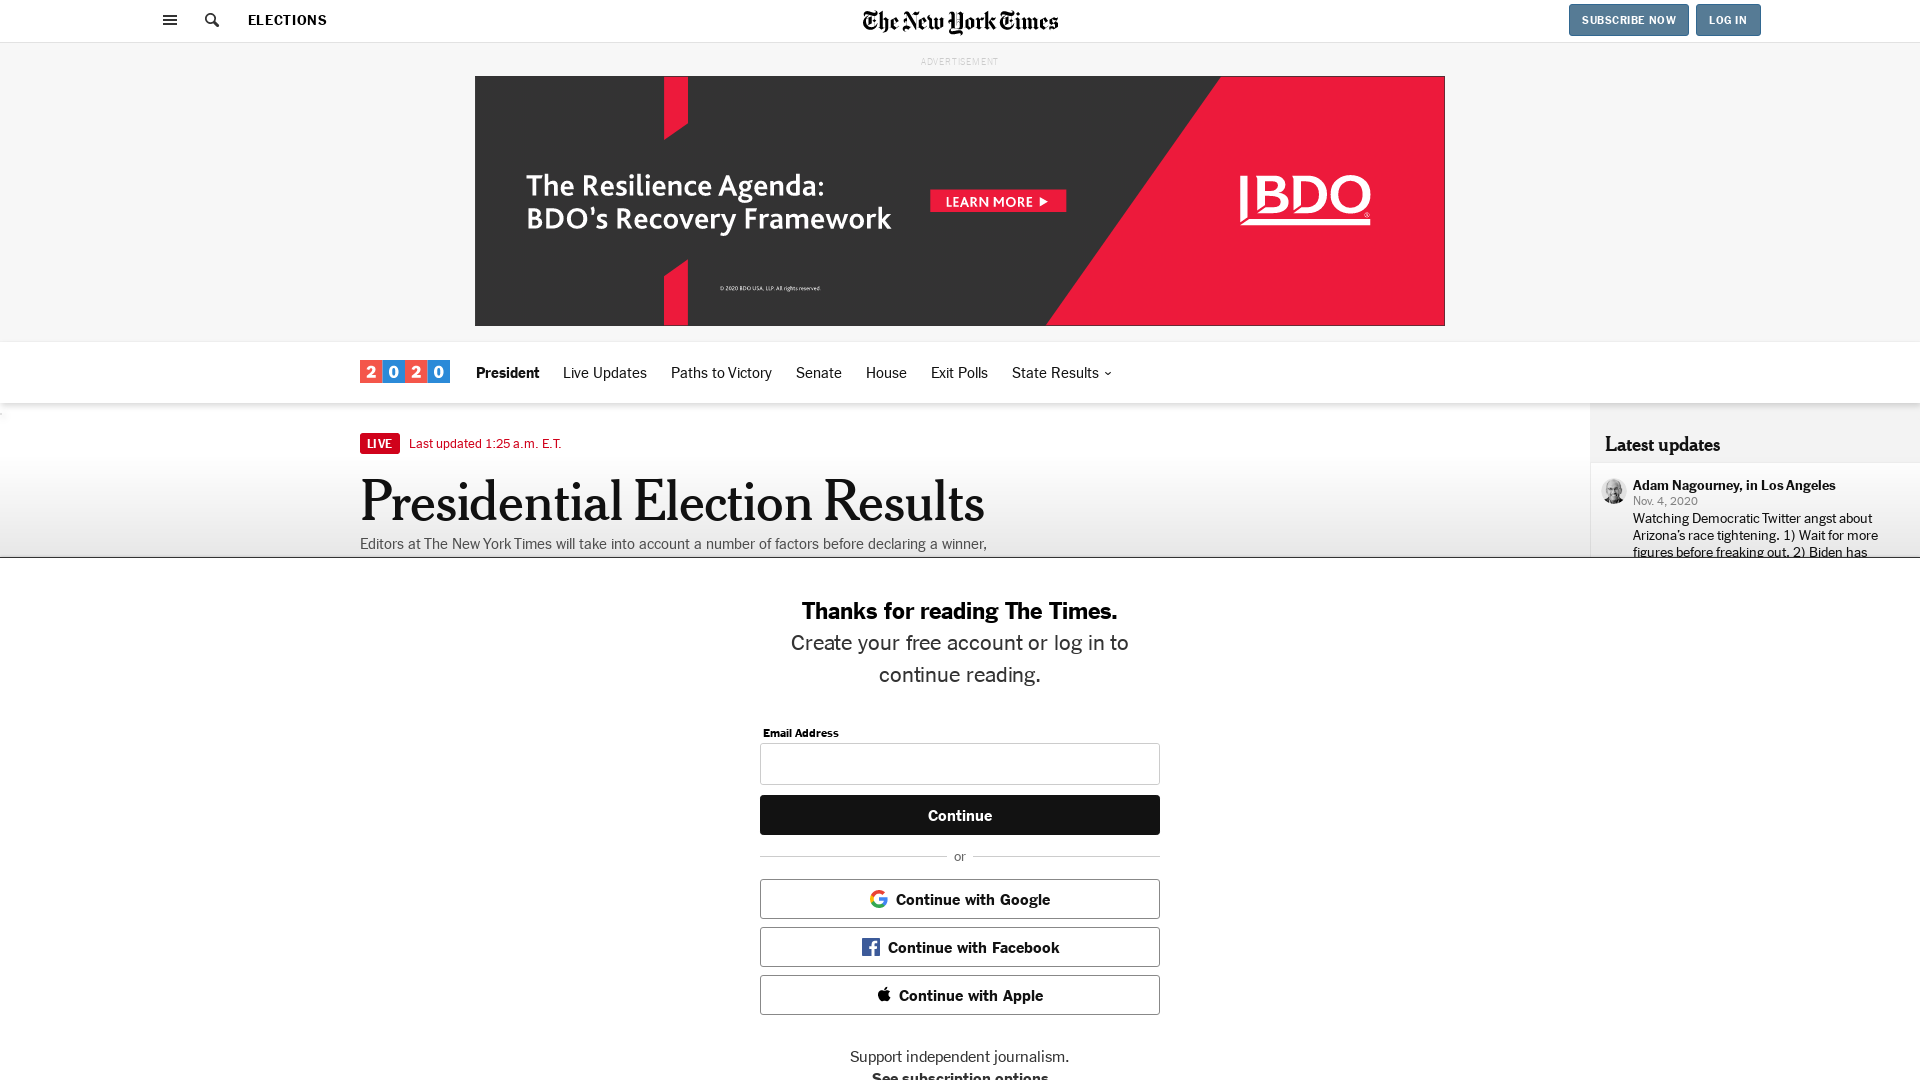 ELECTIONS
The New York Times
SUBSCRIBE NOW
LOG IN
ADVERTISEMENT
The Resilience Agenda:
BDO's Recovery Framework
LEARN MORE
BDO®
© 2020 BDO USA, LLP. All rights reserved.
2020
President
Live Updates
Paths to Victory
Senate
House
Exit Polls
State Results
LIVE
Last updated 1:25 a.m. E.T.
Presidential Election Results
Editors at The New York Times will take into account a number of factors before declaring a winner,
Latest updates
Adam Nagourney, in Los Angeles
Nov. 4, 2020
Watching Democratic Twitter angst about
Arizona's race tightening. 1) Wait for more
figures before freaking out. 2) Biden has
Thanks for reading The Times.
Create your free account or log in to
continue reading.
Email Address
Continue
or
Continue with Google
Continue with Facebook
Continue with Apple
Support independent journalism.
See subscription options